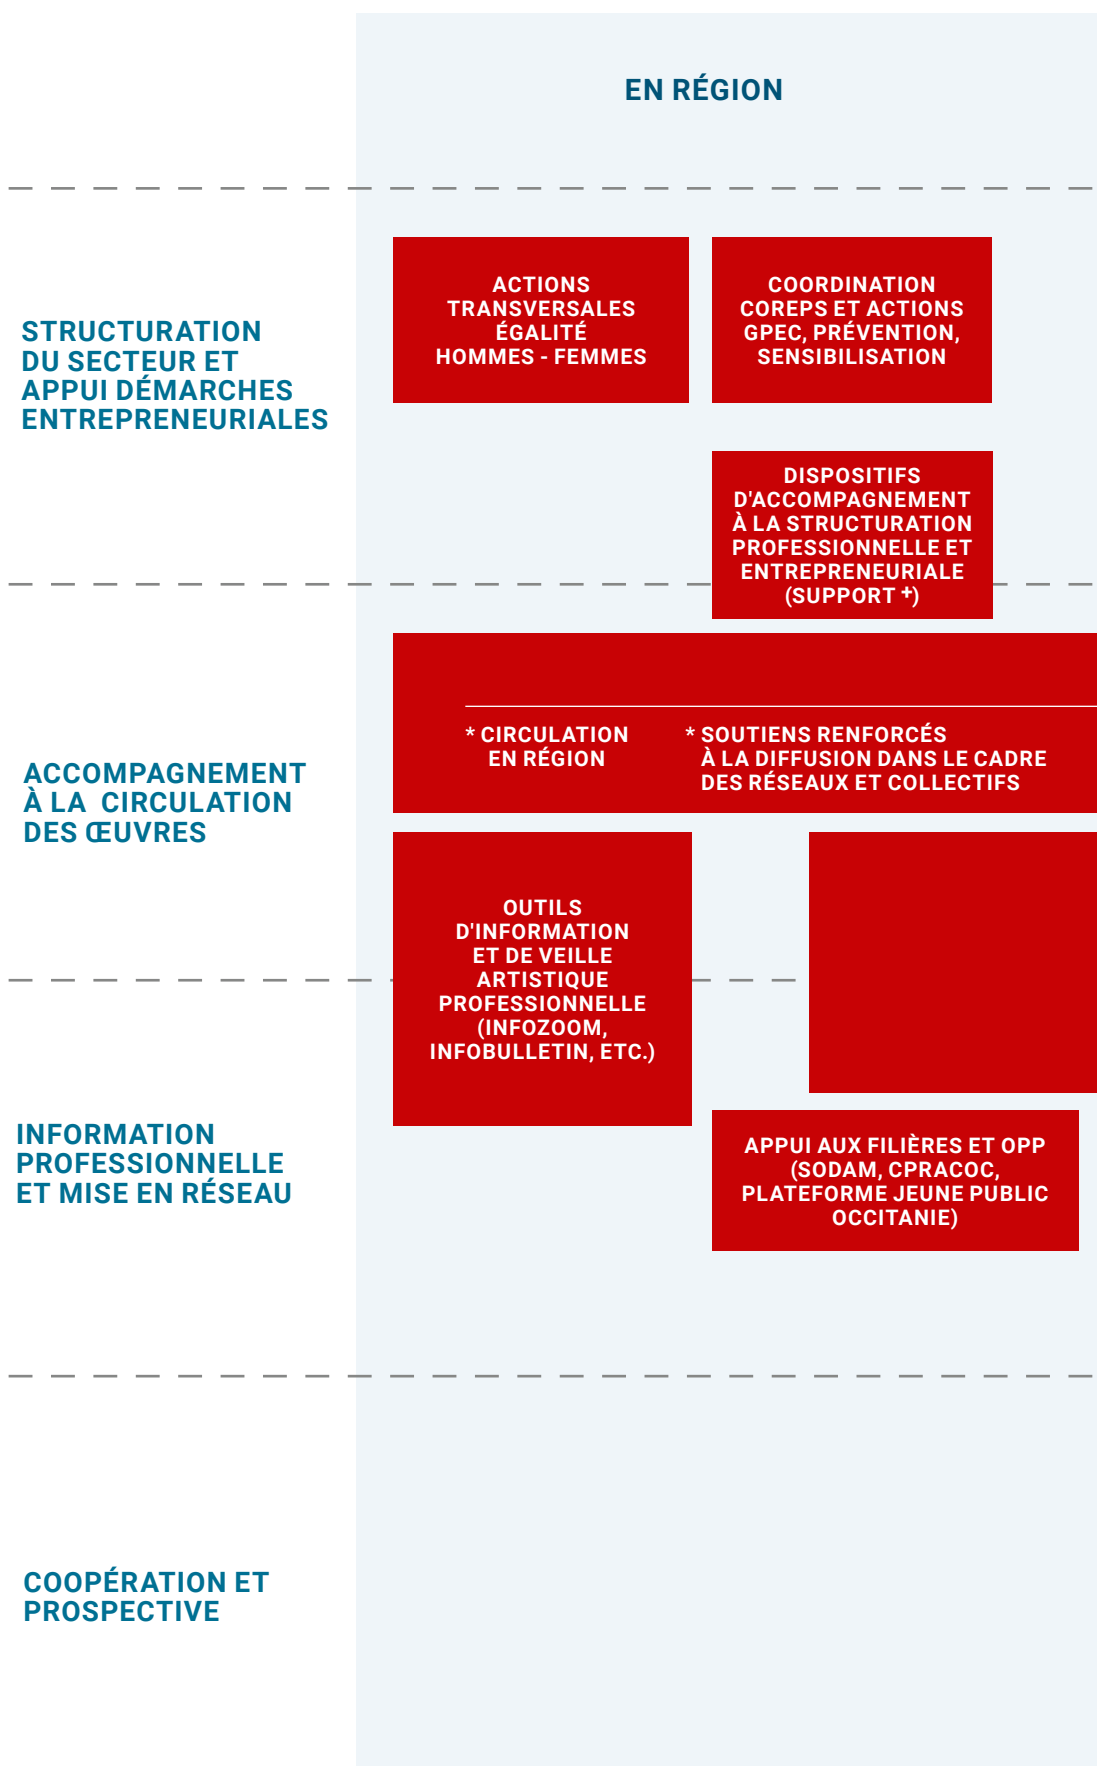 EN RÉGION
STRUCTURATION
DU SECTEUR ET
APPUI DÉMARCHES
ENTREPRENEURIALES
ACTIONS
TRANSVERSALES
ÉGALITÉ
HOMMES - FEMMES
COORDINATION
COREPS ET ACTIONS
GPEC, PRÉVENTION,
SENSIBILISATION
DISPOSITIFS
D'ACCOMPAGNEMENT
À LA STRUCTURATION
PROFESSIONNELLE ET
ENTREPRENEURIALE
(SUPPORT +)
ACCOMPAGNEMENT
À LA CIRCULATION
DES ŒUVRES
* CIRCULATION
EN RÉGION
* SOUTIENS RENFORCÉS
À LA DIFFUSION DANS LE CADRE
DES RÉSEAUX ET COLLECTIFS
OUTILS
D'INFORMATION
ET DE VEILLE
ARTISTIQUE
PROFESSIONNELLE
(INFOZOOM,
INFOBULLETIN, ETC.)
INFORMATION
PROFESSIONNELLE
ET MISE EN RÉSEAU
APPUI AUX FILIÈRES ET OPP
(SODAM, CPRACOC,
PLATEFORME JEUNE PUBLIC
OCCITANIE)
COOPÉRATION ET
PROSPECTIVE